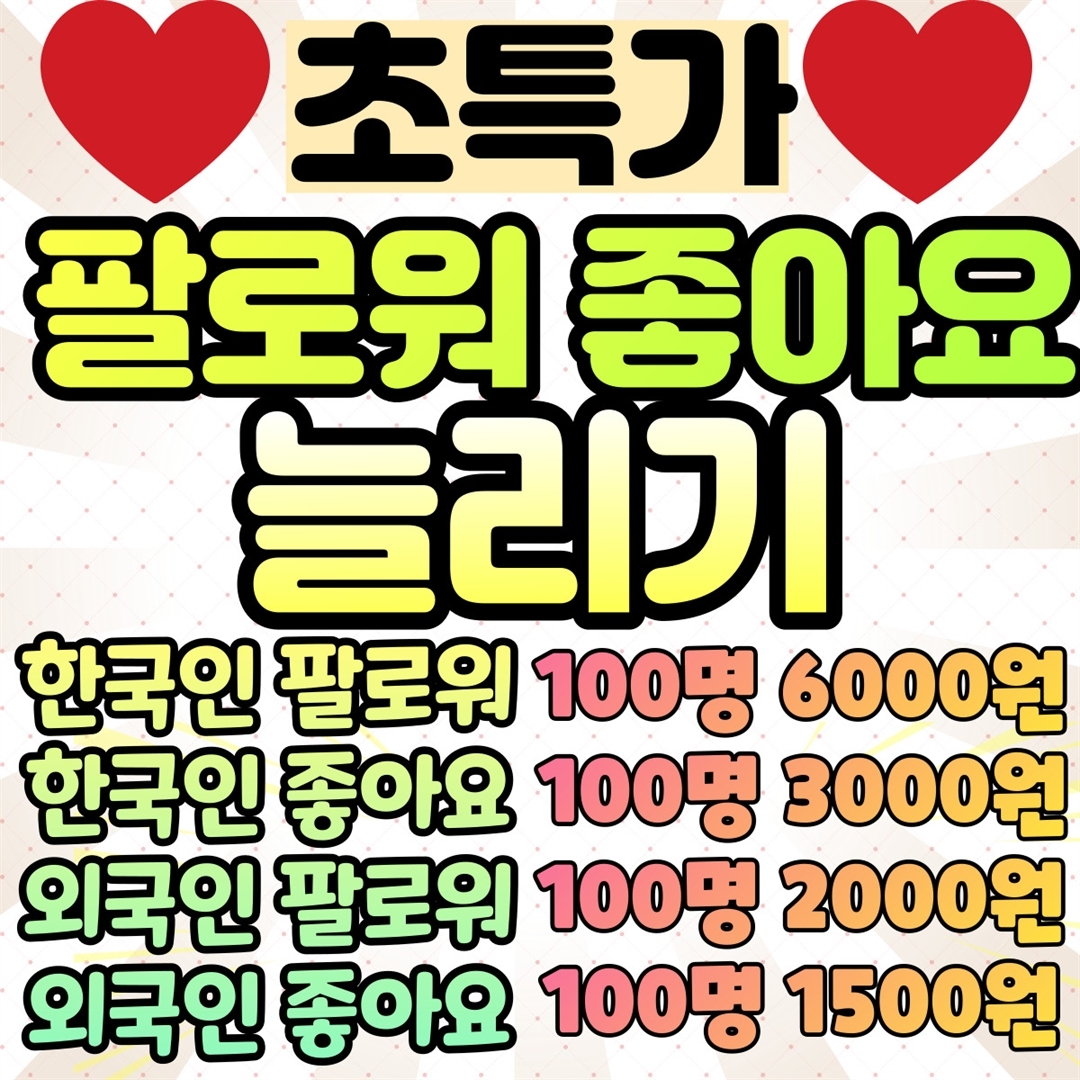 초특가
팔로워 좋아요
늘리기
한국인 팔로워 100명 6000원
한국인 좋아요 100명 3000원
외국인 팔로워 100명 2000원
외국인 좋아요 100명 1500원